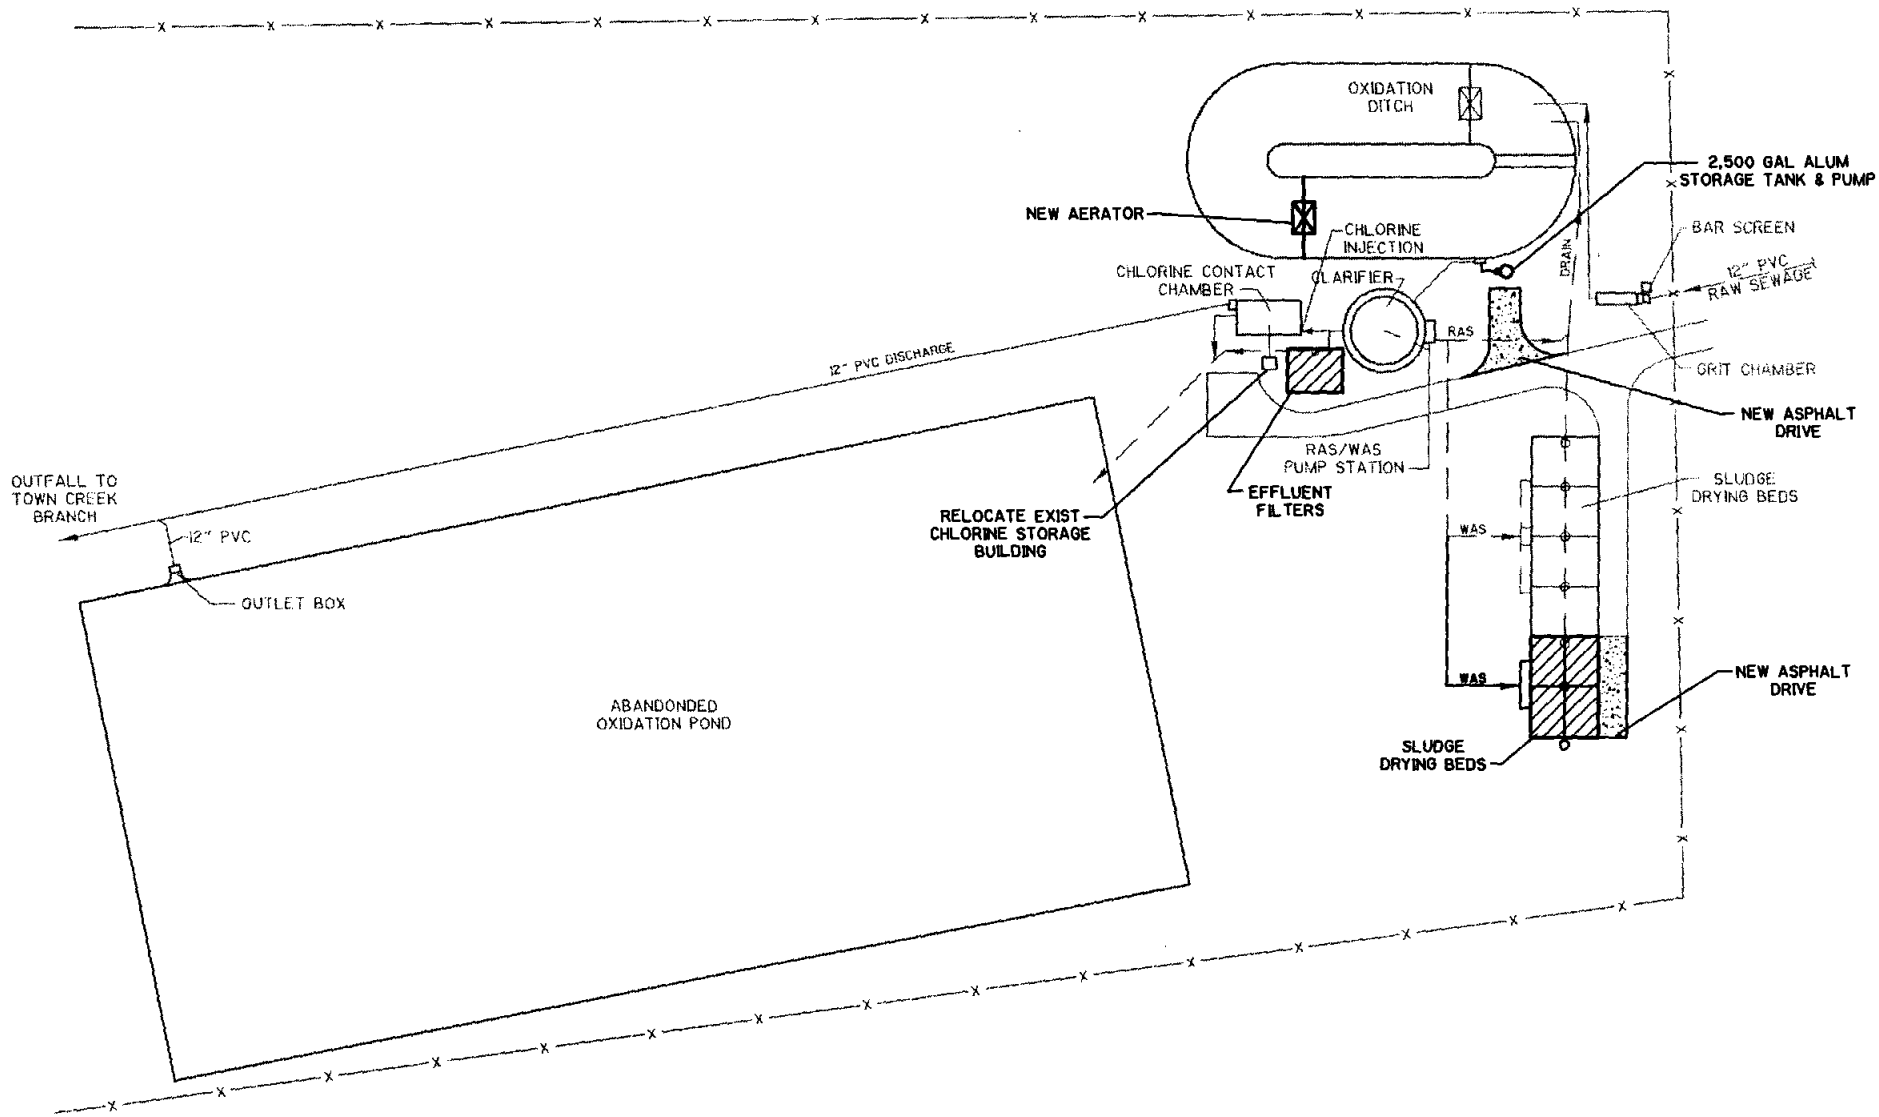 OXIDATION
DITCH
2,500 GAL ALUM
STORAGE TANK & PUMP
NEW AERATOR
CHLORINE
INJECTION
BAR SCREEN
DRAIN
12" PVC
RAW SEWAGE
CHLORINE CONTACT
CHAMBER
CLARIFIER
RAS
12" PVC DISCHARGE
GRIT CHAMBER
NEW ASPHALT
DRIVE
RAS/WAS
PUMP STATION
SLUDGE
DRYING BEDS
OUTFALL TO
TOWN CREEK
BRANCH
EFFLUENT
FILTERS
RELOCATE EXIST
CHLORINE STORAGE
BUILDING
12" PVC
WAS
OUTLET BOX
WAS
NEW ASPHALT
DRIVE
ABANDONDED
OXIDATION POND
SLUDGE
DRYING BEDS